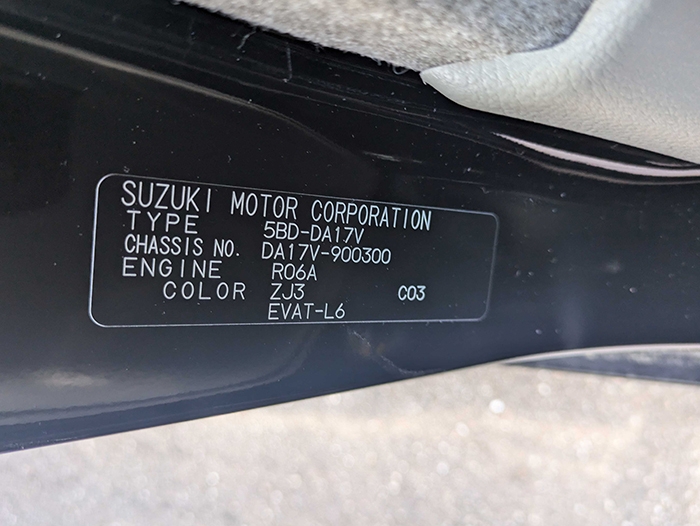 SUZUKI MOTOR CORPORATION
TYPE 5BD-DA17V
CHASSIS NO. DA17V-900300
ENGINE R06A
COLOR ZJ3 C03
EVAT-L6